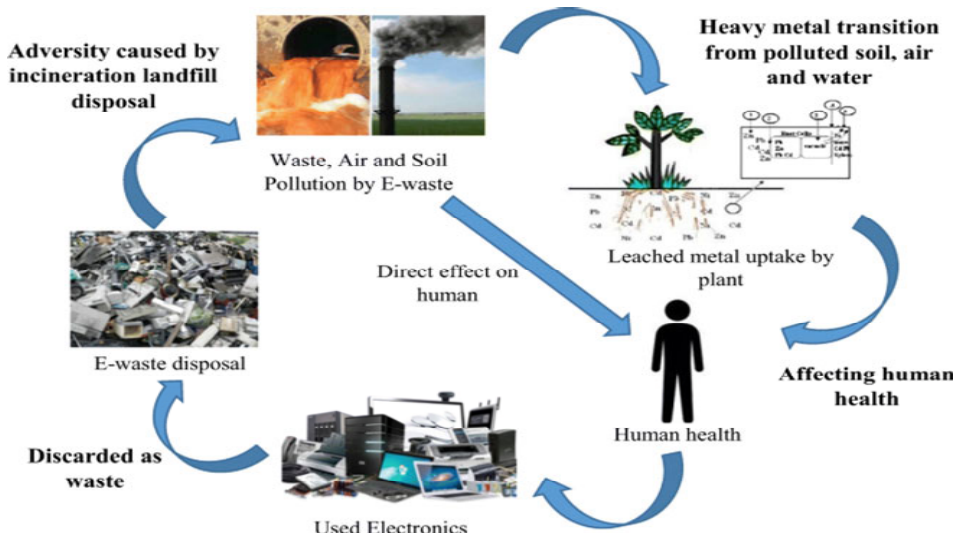 Adversity caused by
incineration landfill
disposal
Waste, Air and Soil
Pollution by E-waste
Heavy metal transition
from polluted soil, air
and water
Leached metal uptake by
plant
Direct effect on
human
E-waste disposal
Affecting human
health
Human health
Discarded as
waste
Used Electronics